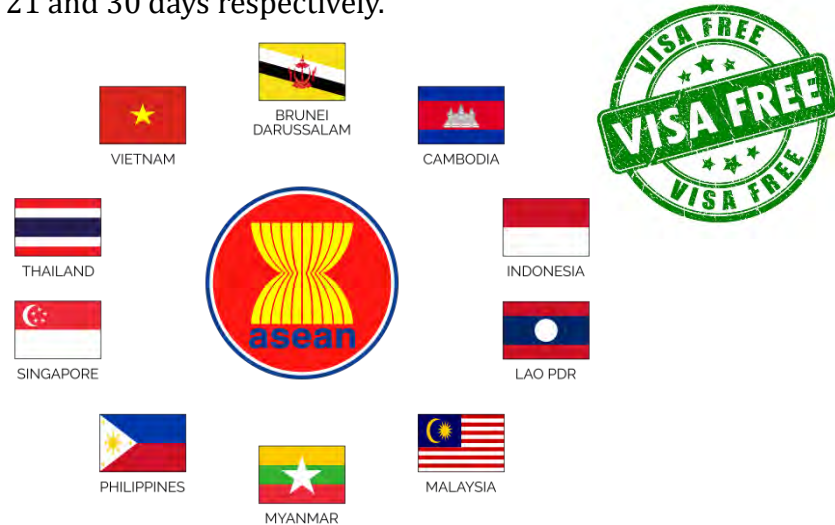 21 and 30 days respectively.
BRUNEI
DARUSSALAM
VIETNAM
CAMBODIA
VISA FREE
VISA FREE
VISA FREE
THAILAND
INDONESIA
asean
SINGAPORE
LAO PDR
PHILIPPINES
MALAYSIA
MYANMAR